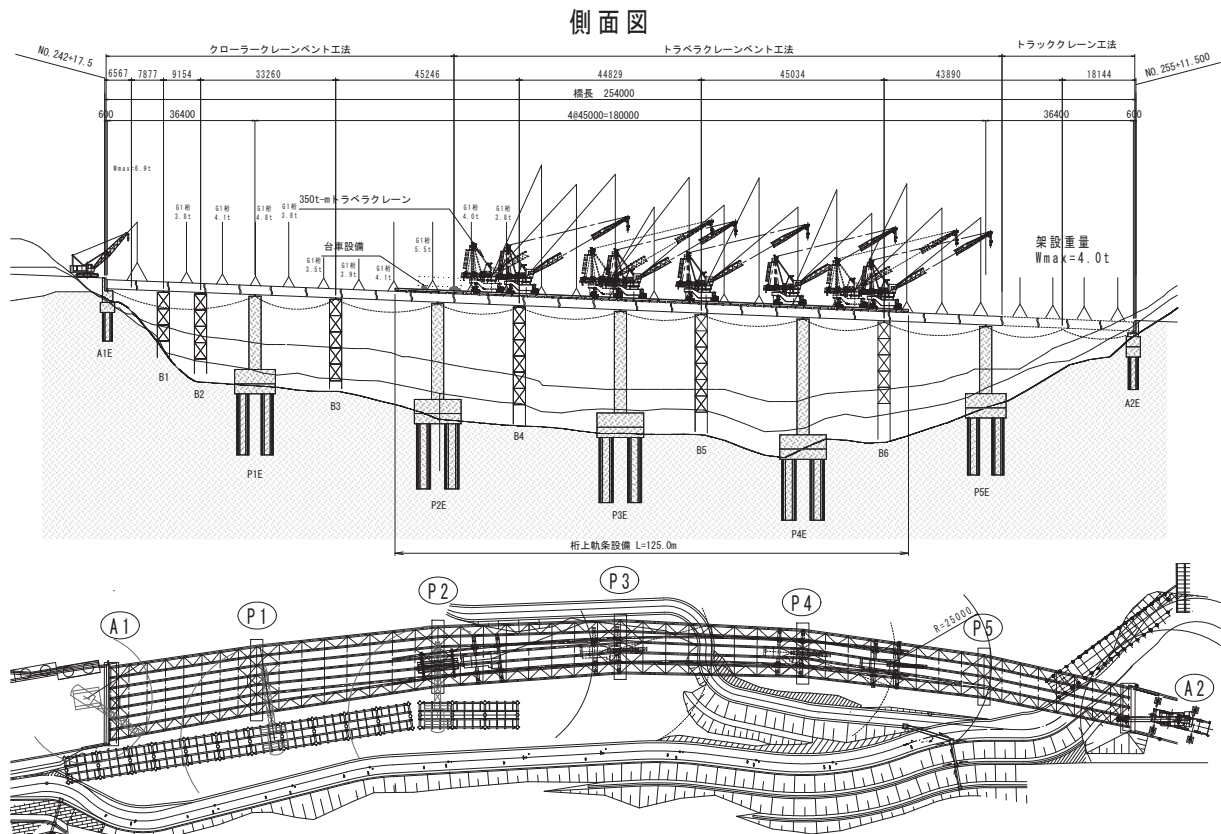 側面図
NO.242+17.5
クローラークレーンベント工法
トラベラクレーンベント工法
トラッククレーン工法
NO.255+11.500
6567 7877 9154 33260 45246 44829 45034 43890 18144
橋長 254000
600 36400 4@45000=180000 36400 600
Wmax=6.9t
G1桁
3.8t
G1桁
4.1t
G1桁
4.8t
G1桁
3.8t
350t-mトラベラクレーン
G1桁
4.0t
G1桁
3.8t
台車設備
G1桁
5.5t
G1桁
3.5t
G1桁
3.9t
G1桁
4.1t
架設重量
Wmax=4.0t
A1E
B1
B2
P1E
B3
P2E
B4
P3E
B5
P4E
B6
P5E
A2E
桁上軌条設備 L=125.0m
A1
P1
P2
P3
P4
R=25000
P5
A2